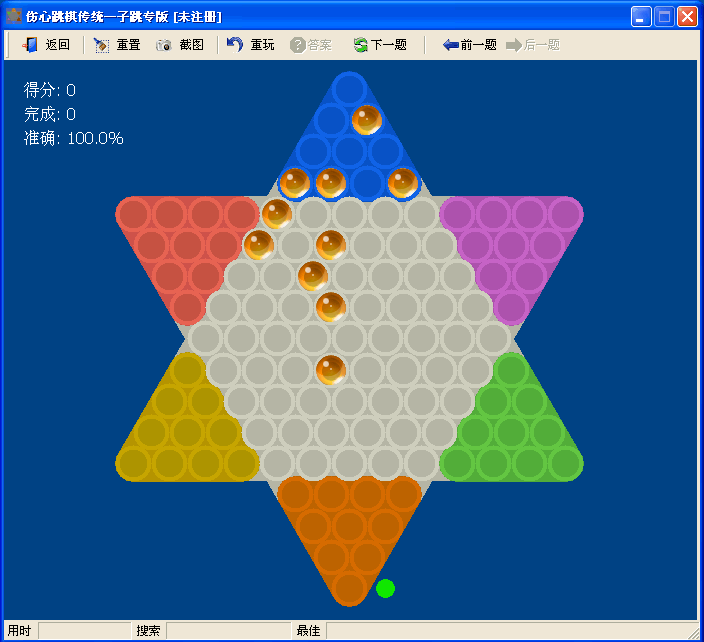 伤心跳棋传统一子跳专版 [未注册]
返回 重置 截图 重玩 答案 下一题 前一题 后一题
得分: 0
完成: 0
准确: 100.0%
用时 搜索 最佳